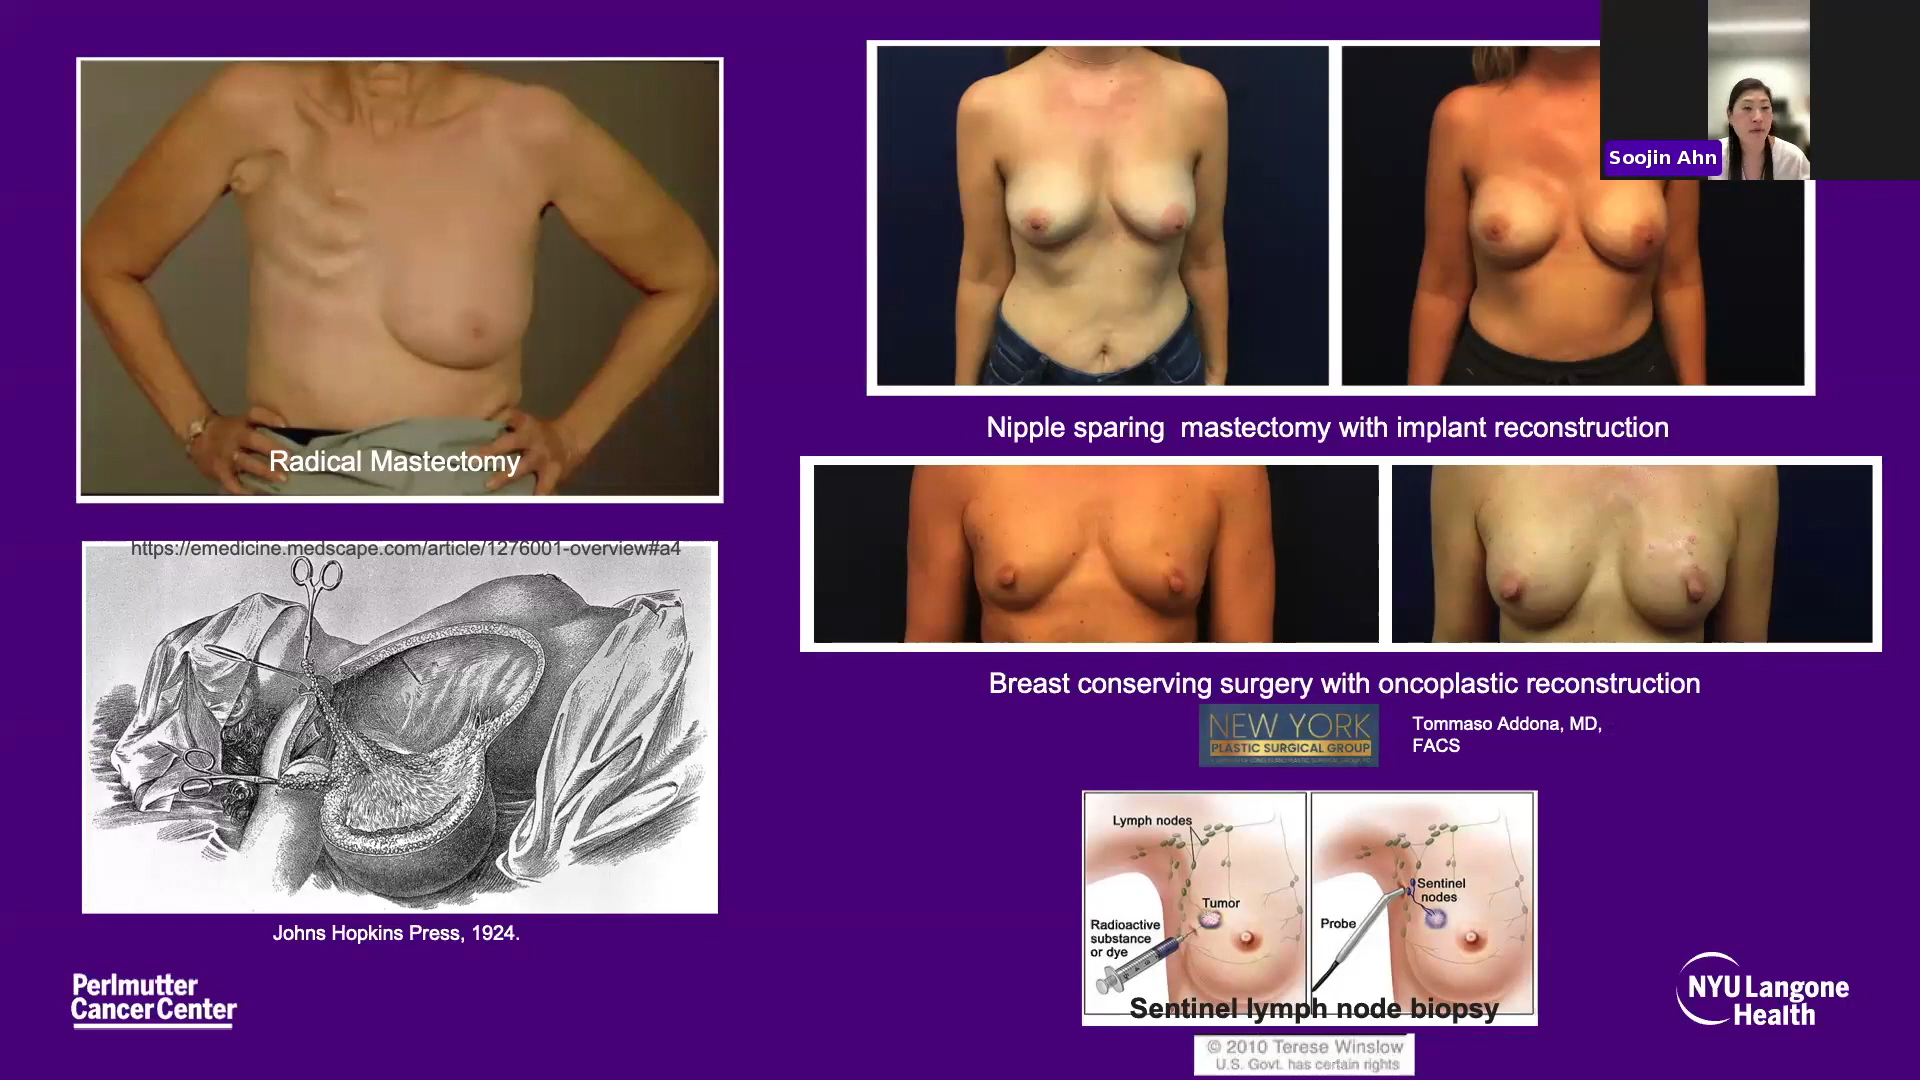 Soojin Ahn
Radical Mastectomy
https://emedicine.medscape.com/article/1276001-overview#a4
Johns Hopkins Press, 1924.
Perlmutter
Cancer Center
Nipple sparing mastectomy with implant reconstruction
Breast conserving surgery with oncoplastic reconstruction
NEW YORK
PLASTIC SURGICAL GROUP
Tommaso Addona, MD,
FACS
Lymph nodes
Tumor
Radioactive
substance
or dye
Sentinel
nodes
Probe
Sentinel lymph node biopsy
© 2010 Terese Winslow
U.S. Govt. has certain rights
NYU Langone
Health